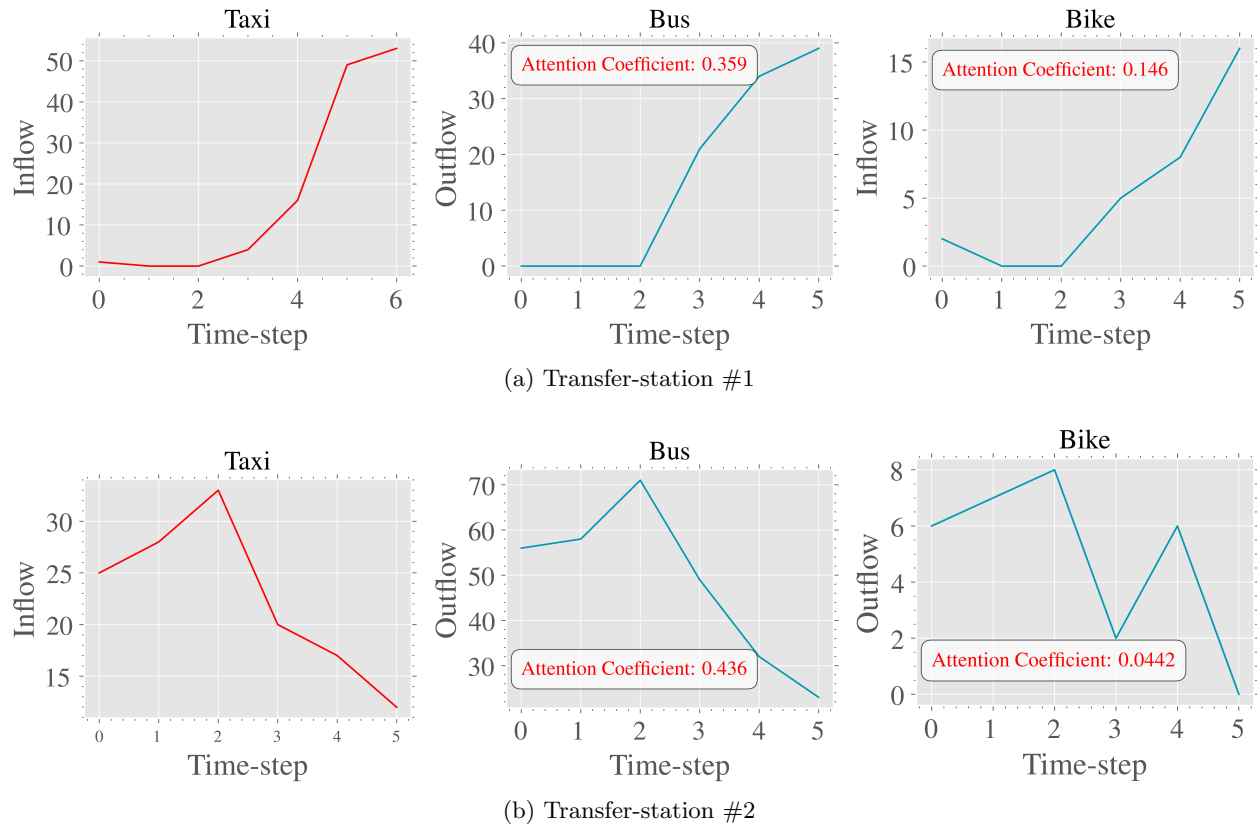 Taxi
Inflow
50
40
30
20
10
0
0 2 4 6
Time-step
Bus
Outflow
40
30
20
10
0
Attention Coefficient: 0.359
0 1 2 3 4 5
Time-step
Bike
Inflow
15
10
5
0
Attention Coefficient: 0.146
0 1 2 3 4 5
Time-step
(a) Transfer-station #1
Taxi
Inflow
30
25
20
15
0 1 2 3 4 5
Time-step
Bus
Outflow
70
60
50
40
30
Attention Coefficient: 0.436
0 1 2 3 4 5
Time-step
Bike
Outflow
8
6
4
2
0
Attention Coefficient: 0.0442
0 1 2 3 4 5
Time-step
(b) Transfer-station #2